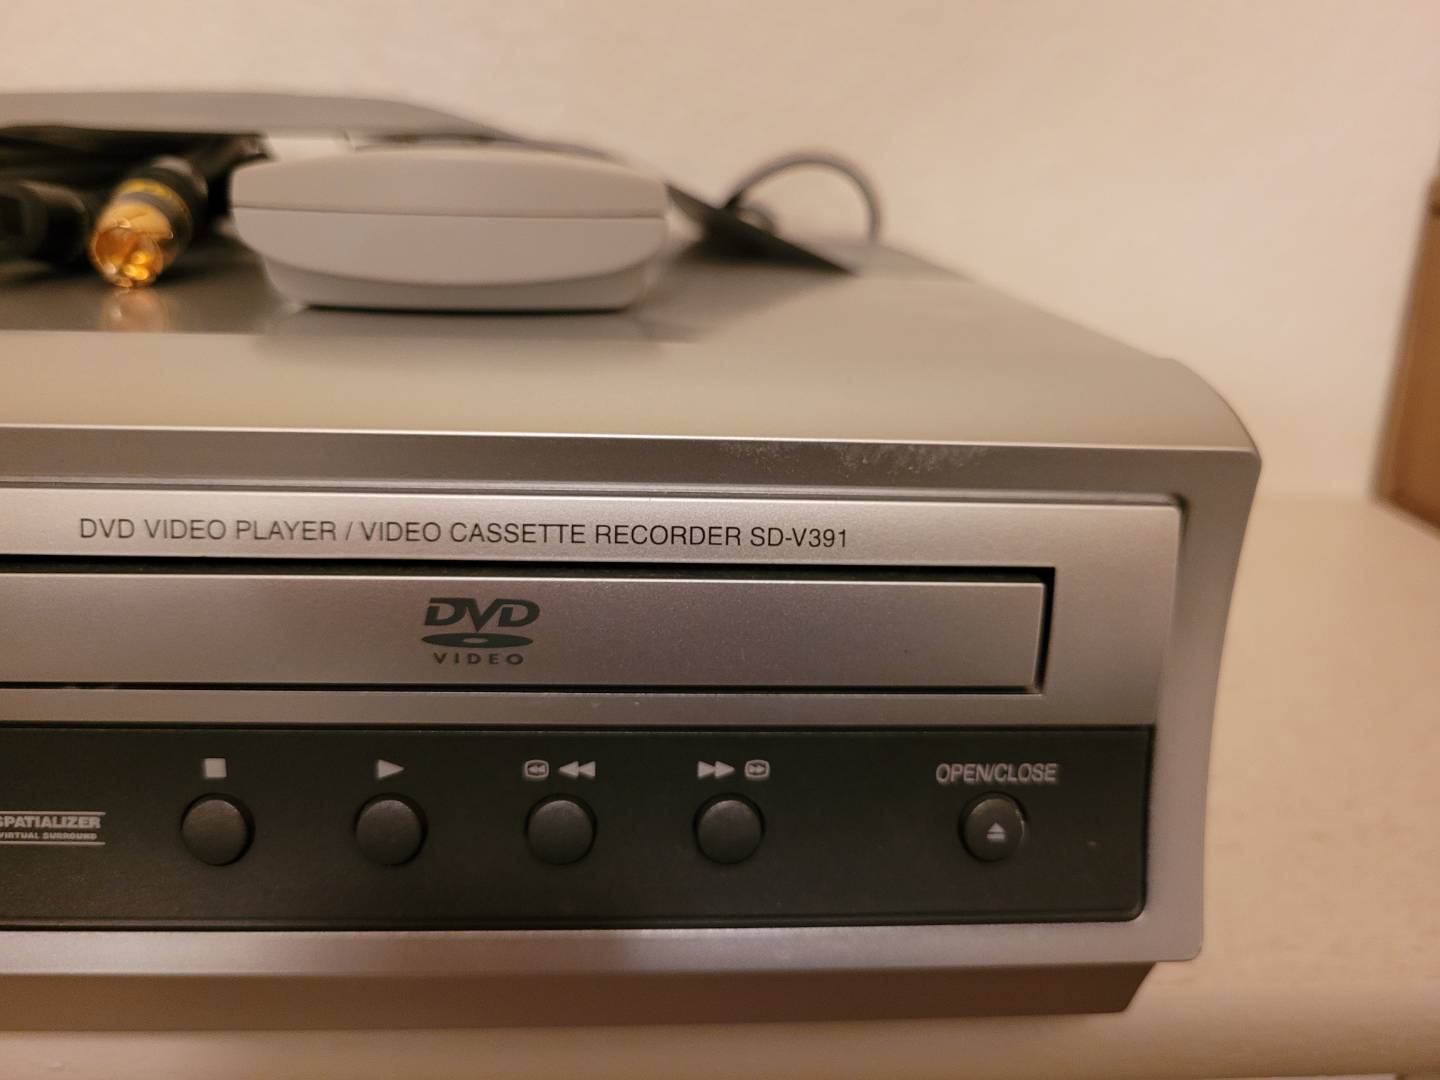 DVD VIDEO PLAYER / VIDEO CASSETTE RECORDER SD-V391
DVD
VIDEO
OPEN/CLOSE
SPATIALIZER
VIRTUAL SURROUND